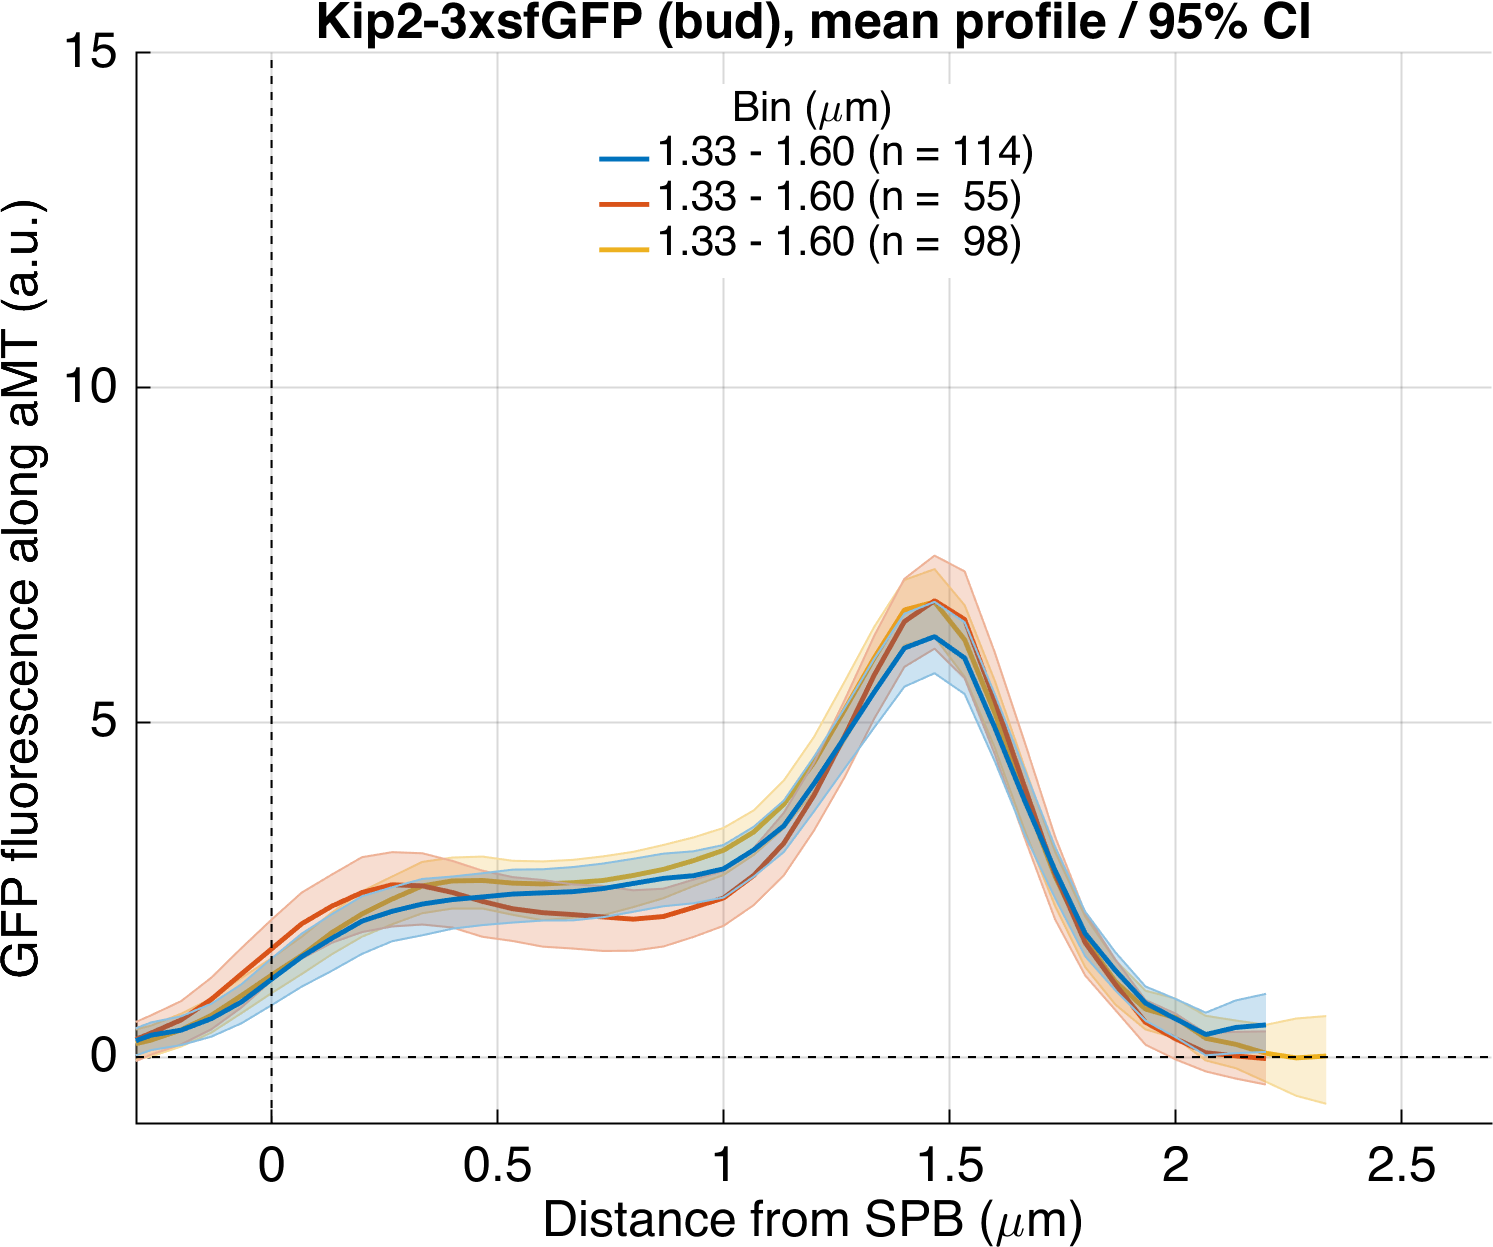 Kip2-3xsfGFP (bud), mean profile / 95% CI
15
10
5
0
GFP fluorescence along aMT (a.u.)
Bin (μm)
1.33 - 1.60 (n = 114)
1.33 - 1.60 (n =  55)
1.33 - 1.60 (n =  98)
0 0.5 1 1.5 2 2.5
Distance from SPB (μm)